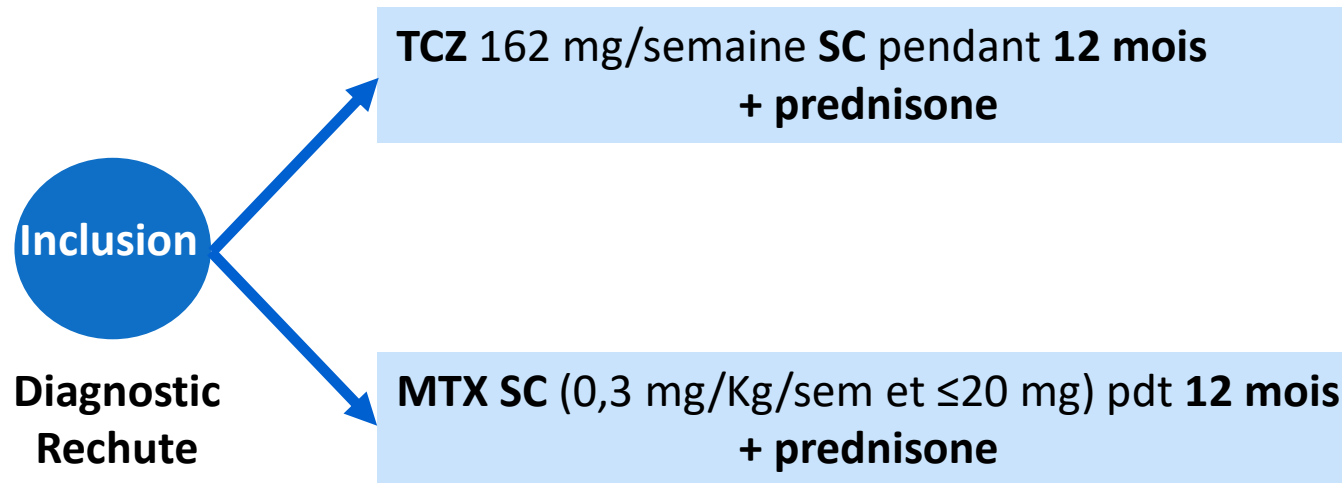 TCZ 162 mg/semaine SC pendant 12 mois
+ prednisone
Inclusion
Diagnostic
Rechute
MTX SC (0,3 mg/Kg/sem et ≤20 mg) pdt 12 mois
+ prednisone